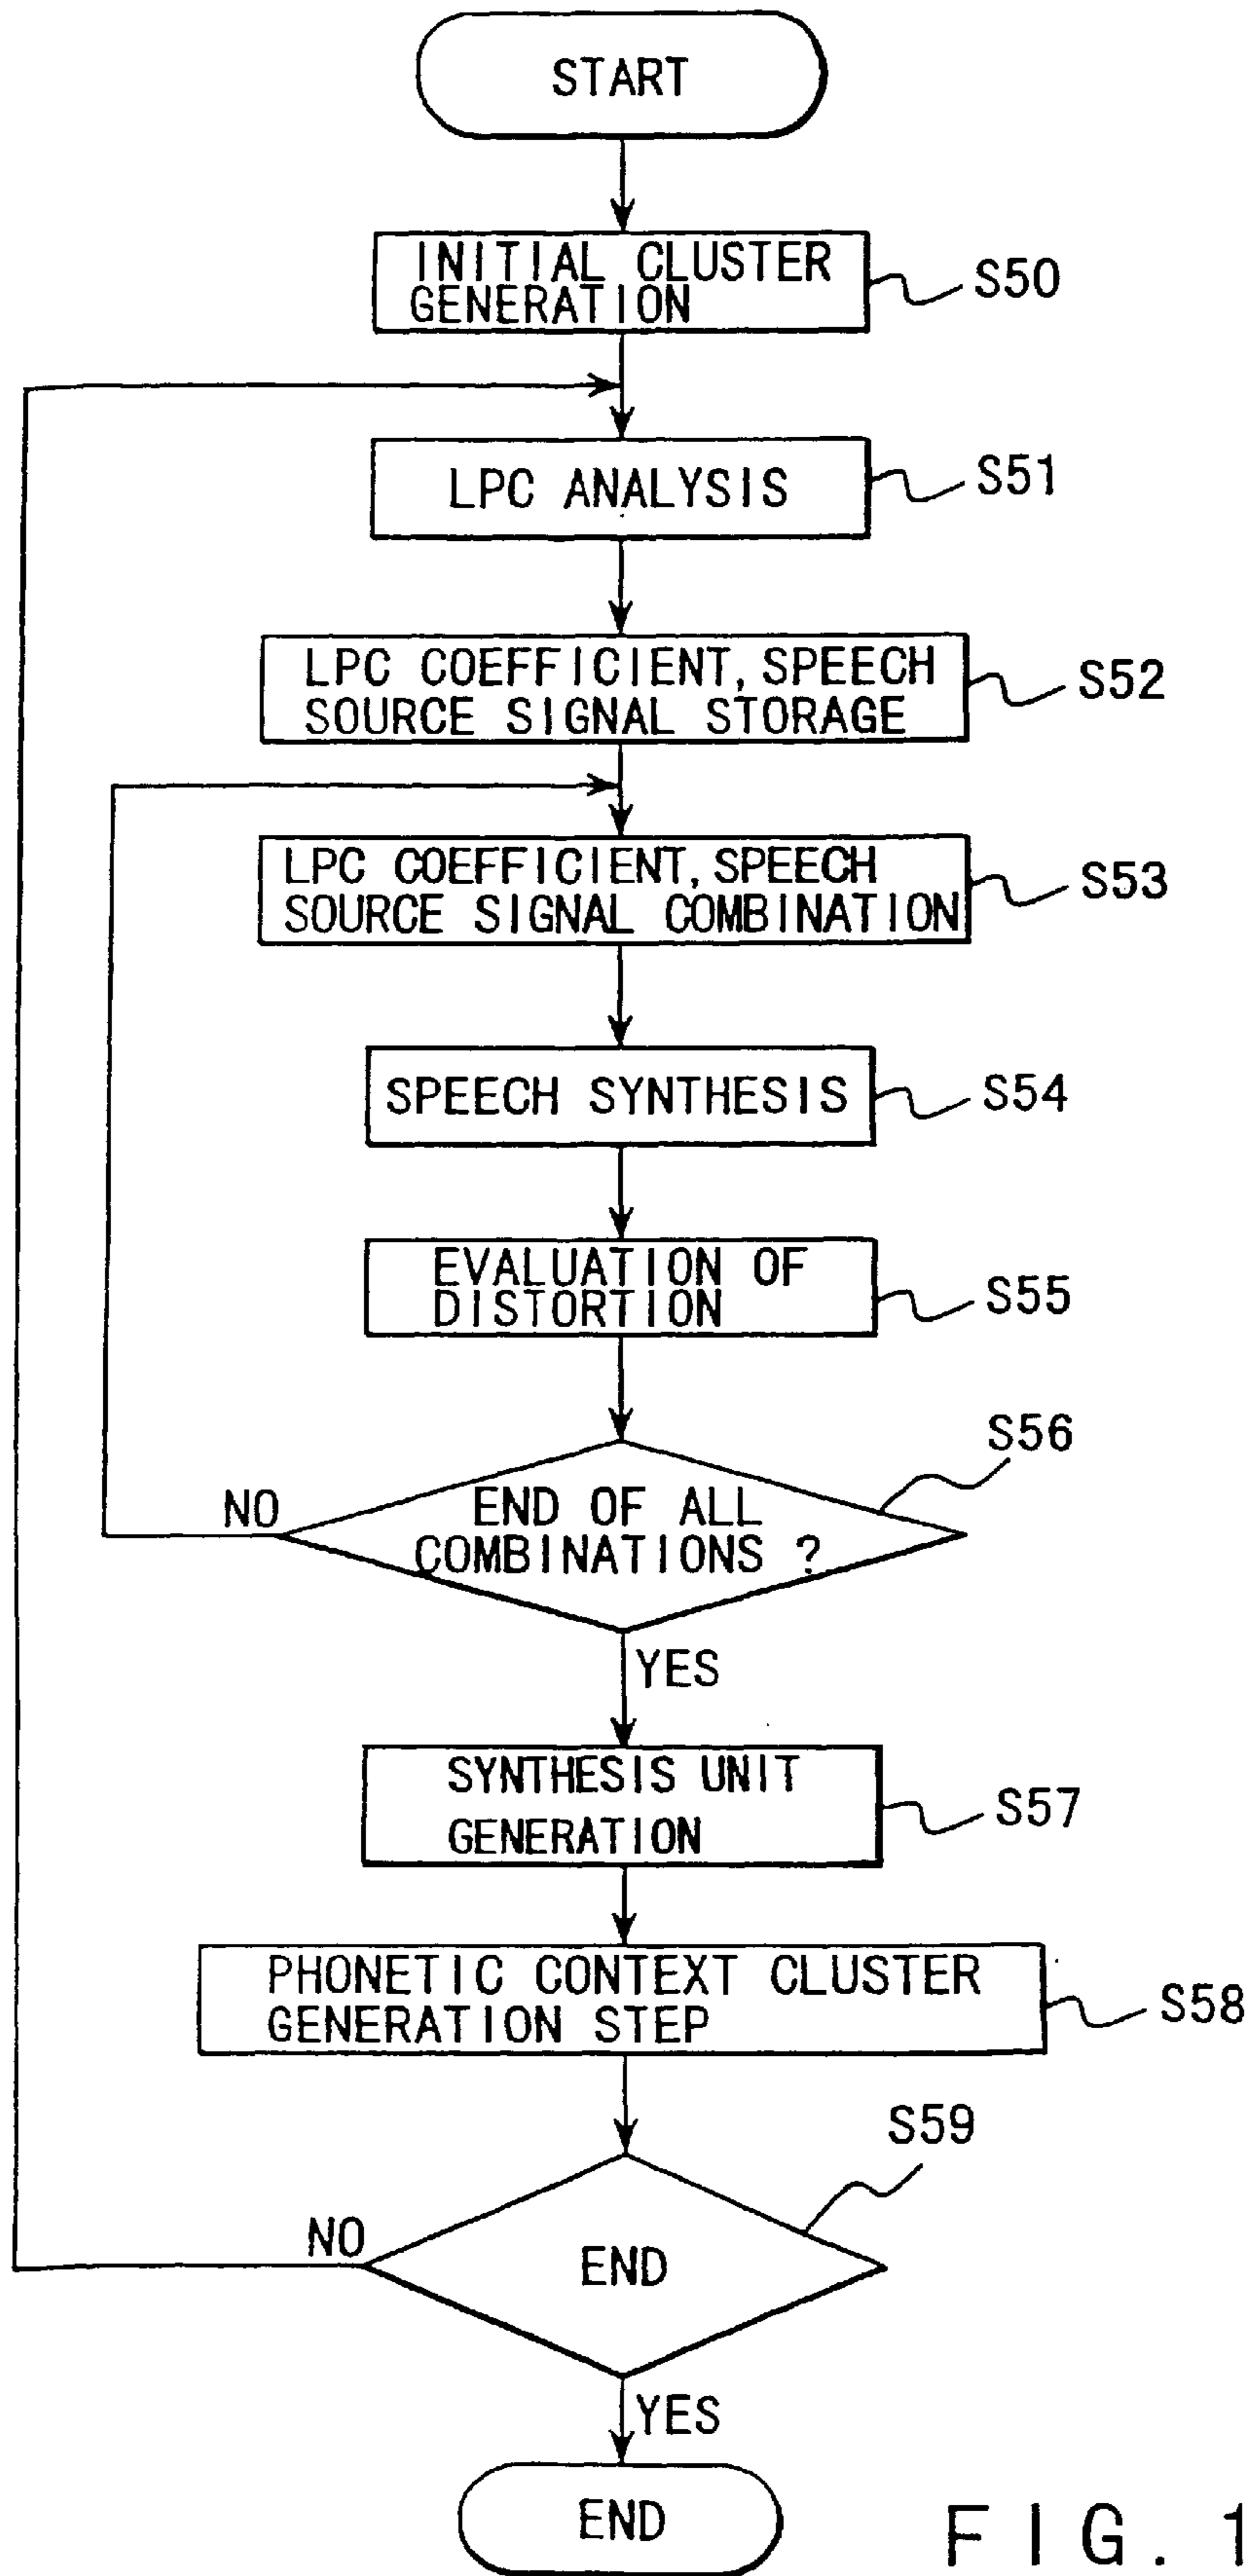 START
INITIAL CLUSTER
GENERATION
S50
LPC ANALYSIS
S51
LPC COEFFICIENT, SPEECH
SOURCE SIGNAL STORAGE
S52
LPC COEFFICIENT, SPEECH
SOURCE SIGNAL COMBINATION
S53
SPEECH SYNTHESIS
S54
EVALUATION OF
DISTORTION
S55
S56
NO
END OF ALL
COMBINATIONS ?
YES
SYNTHESIS UNIT
GENERATION
S57
PHONETIC CONTEXT CLUSTER
GENERATION STEP
S58
S59
NO
END
YES
END
FIG. 1